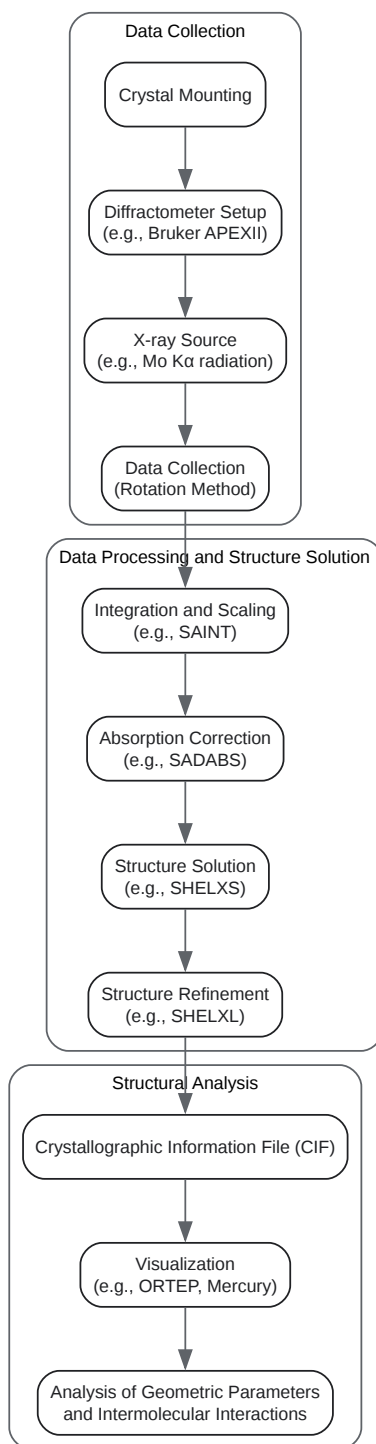 Data Collection
Crystal Mounting
Diffractometer Setup
(e.g., Bruker APEXII)
X-ray Source
(e.g., Mo Kα radiation)
Data Collection
(Rotation Method)
Data Processing and Structure Solution
Integration and Scaling
(e.g., SAINT)
Absorption Correction
(e.g., SADABS)
Structure Solution
(e.g., SHELXS)
Structure Refinement
(e.g., SHELXL)
Structural Analysis
Crystallographic Information File (CIF)
Visualization
(e.g., ORTEP, Mercury)
Analysis of Geometric Parameters
and Intermolecular Interactions